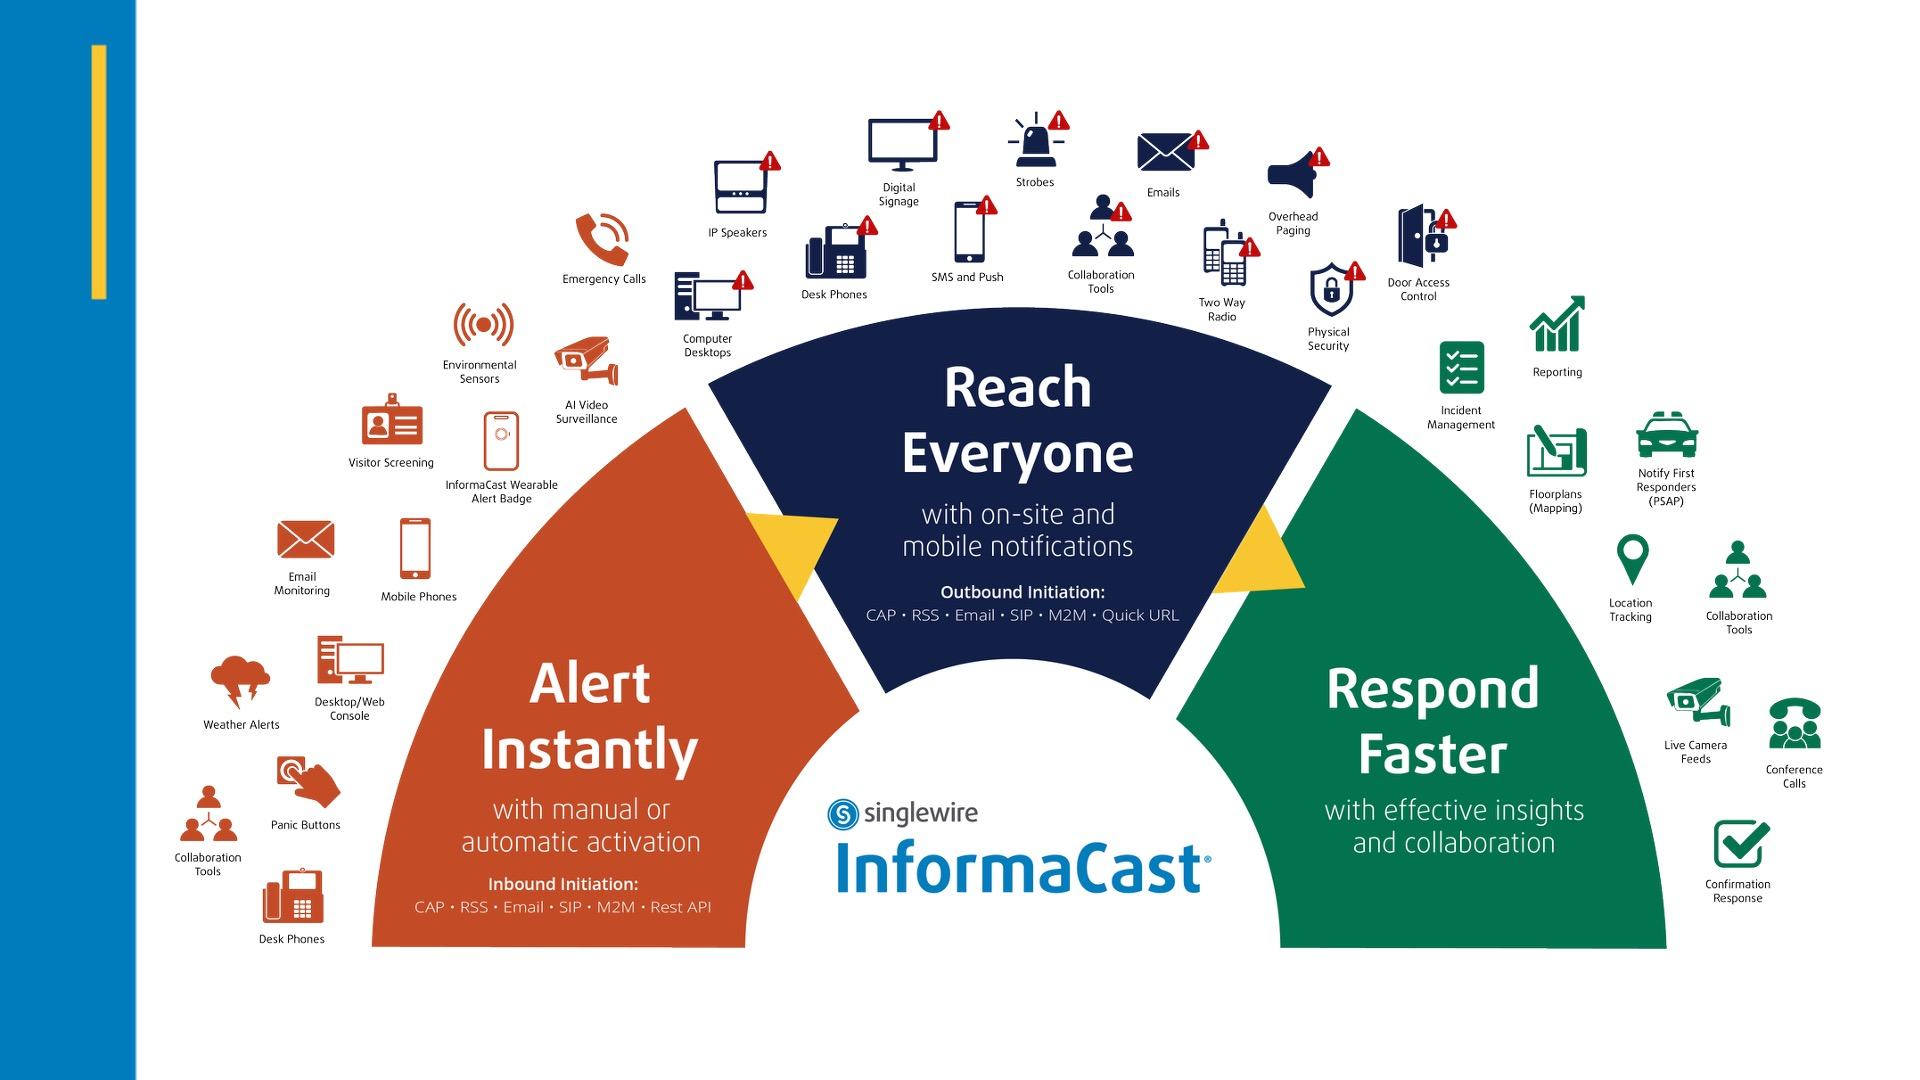 Digital
Signage
Strobes
Emails
IP Speakers
Overhead
Paging
Emergency Calls
Desk Phones
SMS and Push
Collaboration
Tools
Two Way
Radio
Door Access
Control
Computer
Desktops
Physical
Security
Environmental
Sensors
AI Video
Surveillance
Visitor Screening
InformaCast Wearable
Alert Badge
Email
Monitoring
Mobile Phones
Weather Alerts
Desktop/Web
Console
Panic Buttons
Collaboration
Tools
Desk Phones
Alert
Instantly
with manual or
automatic activation
Inbound Initiation:
CAP • RSS • Email • SIP • M2M • Rest API
Reach
Everyone
with on-site and
mobile notifications
Outbound Initiation:
CAP • RSS • Email • SIP • M2M • Quick URL
Respond
Faster
with effective insights
and collaboration
Reporting
Incident
Management
Floorplans
(Mapping)
Notify First
Responders
(PSAP)
Location
Tracking
Collaboration
Tools
Live Camera
Feeds
Conference
Calls
Confirmation
Response
S singlewire
InformaCast®